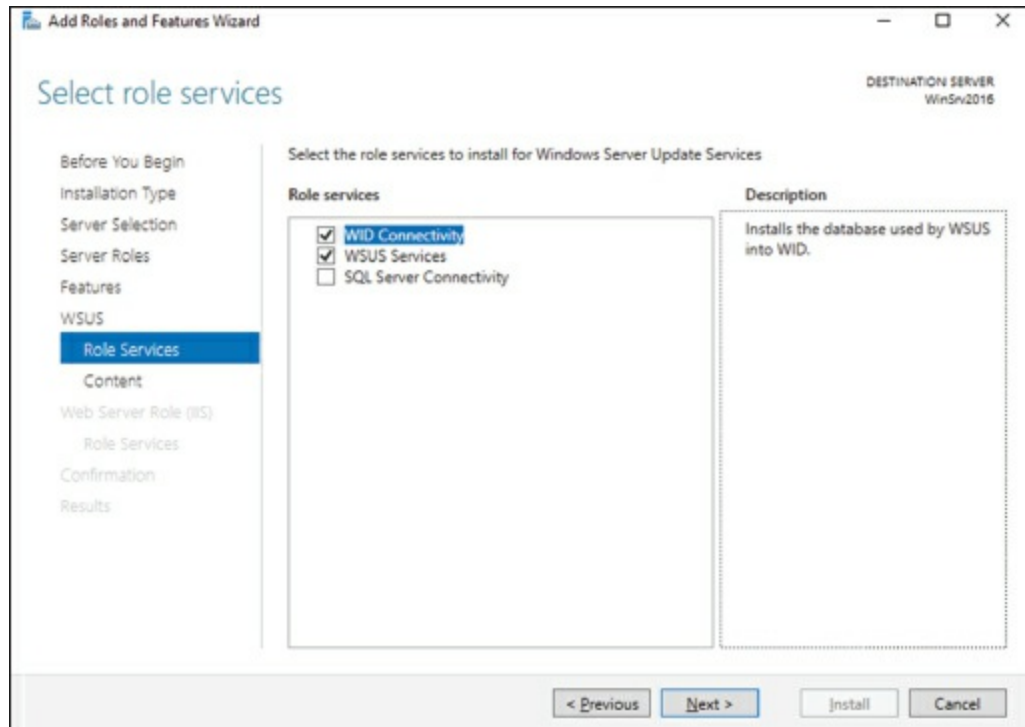 Add Roles and Features Wizard
Select role services
DESTINATION SERVER
WinSrv2016
Before You Begin
Installation Type
Server Selection
Server Roles
Features
WSUS
Role Services
Content
Web Server Role (IIS)
Role Services
Confirmation
Results
Select the role services to install for Windows Server Update Services
Role services
WID Connectivity
WSUS Services
SQL Server Connectivity
Description
Installs the database used by WSUS
into WID.
< Previous
Next >
Install
Cancel